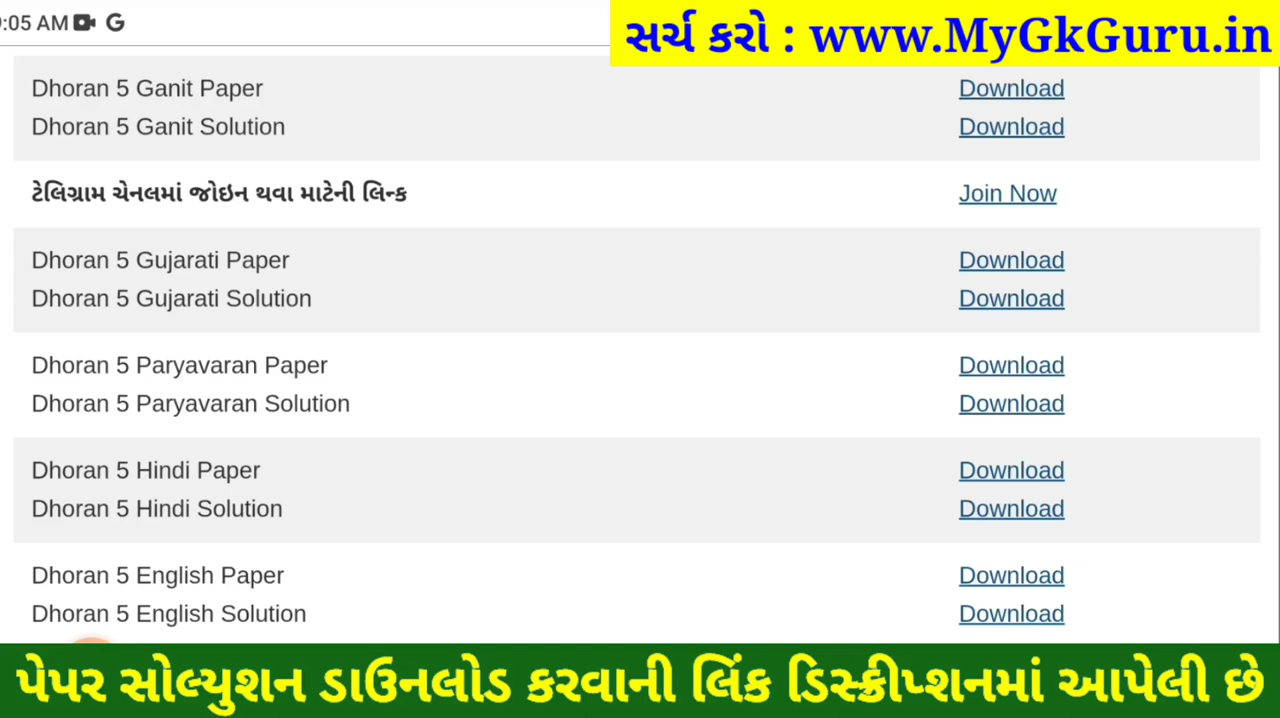 :05 AM G
સર્ચ કરો : www.MyGkGuru.in
Dhoran 5 Ganit Paper Download
Dhoran 5 Ganit Solution Download
ટેલિગ્રામ ચેનલમાં જોઇન થવા માટેની લિન્ક Join Now
Dhoran 5 Gujarati Paper Download
Dhoran 5 Gujarati Solution Download
Dhoran 5 Paryavaran Paper Download
Dhoran 5 Paryavaran Solution Download
Dhoran 5 Hindi Paper Download
Dhoran 5 Hindi Solution Download
Dhoran 5 English Paper Download
Dhoran 5 English Solution Download
પેપર સોલ્યુશન ડાઉનલોડ કરવાની લિંક ડિસ્ક્રીપ્શનમાં આપેલી છે